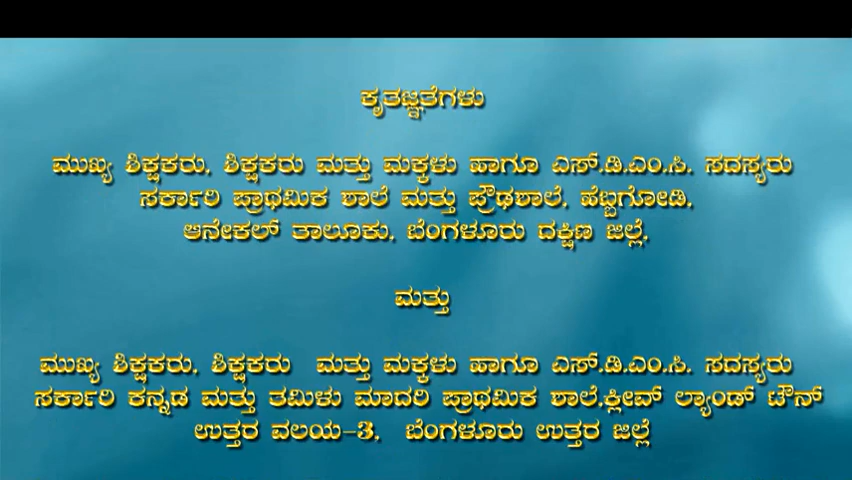 ಕೃತಜ್ಞತೆಗಳು
ಮುಖ್ಯ ಶಿಕ್ಷಕರು, ಶಿಕ್ಷಕರು ಮತ್ತು ಮಕ್ಕಳು ಹಾಗೂ ಎಸ್.ಡಿ.ಎಂ.ಸಿ. ಸದಸ್ಯರು
ಸರ್ಕಾರಿ ಪ್ರಾಥಮಿಕ ಶಾಲೆ ಮತ್ತು ಪ್ರೌಢಶಾಲೆ, ಹೆಬ್ಬಗೋಡಿ,
ಆನೇಕಲ್ ತಾಲೂಕು, ಬೆಂಗಳೂರು ದಕ್ಷಿಣ ಜಿಲ್ಲೆ,
ಮತ್ತು
ಮುಖ್ಯ ಶಿಕ್ಷಕರು, ಶಿಕ್ಷಕರು ಮತ್ತು ಮಕ್ಕಳು ಹಾಗೂ ಎಸ್.ಡಿ.ಎಂ.ಸಿ. ಸದಸ್ಯರು
ಸರ್ಕಾರಿ ಕನ್ನಡ ಮತ್ತು ತಮಿಳು ಮಾದರಿ ಪ್ರಾಥಮಿಕ ಶಾಲೆ,ಕ್ಲೀವ್ ಲ್ಯಾಂಡ್ ಟೌನ್
ಉತ್ತರ ವಲಯ-3, ಬೆಂಗಳೂರು ಉತ್ತರ ಜಿಲ್ಲೆ